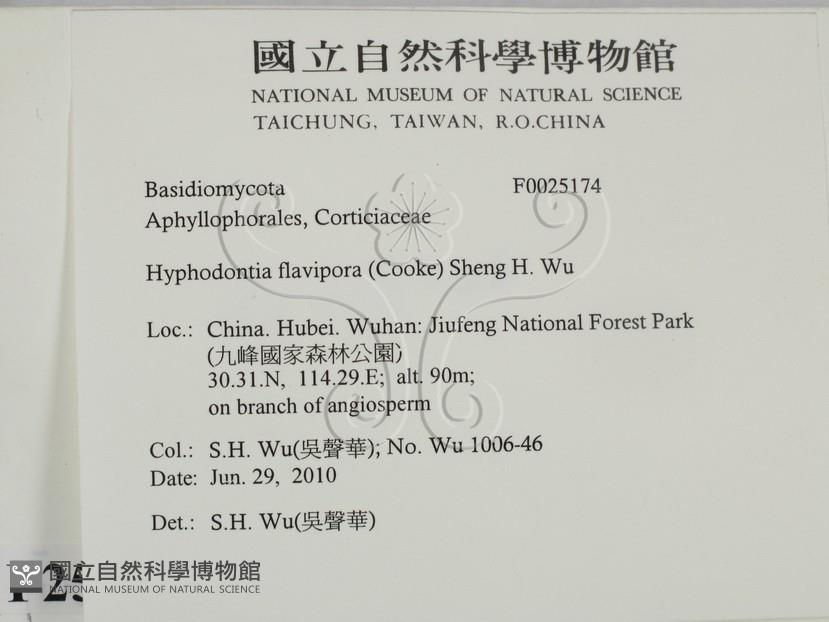 國立自然科學博物館
NATIONAL MUSEUM OF NATURAL SCIENCE
TAICHUNG, TAIWAN, R.O.CHINA
Basidiomycota F0025174
Aphyllophorales, Corticiaceae
Hyphodontia flavipora (Cooke) Sheng H. Wu
Loc.: China. Hubei. Wuhan: Jiufeng National Forest Park
(九峰國家森林公園)
30.31.N, 114.29.E; alt. 90m;
on branch of angiosperm
Col.: S.H. Wu(吳聲華); No. Wu 1006-46
Date: Jun. 29, 2010
Det.: S.H. Wu(吳聲華)
國立自然科學博物館
NATIONAL MUSEUM OF NATURAL SCIENCE